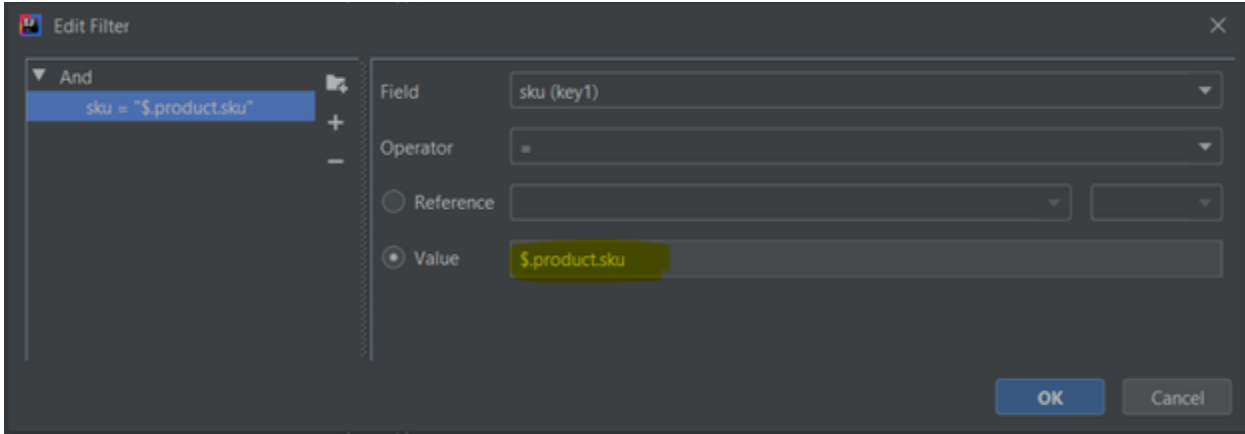 Edit Filter
And
sku = "$.product.sku"
Field
sku (key1)
Operator
=
Reference
Value
$.product.sku
OK
Cancel